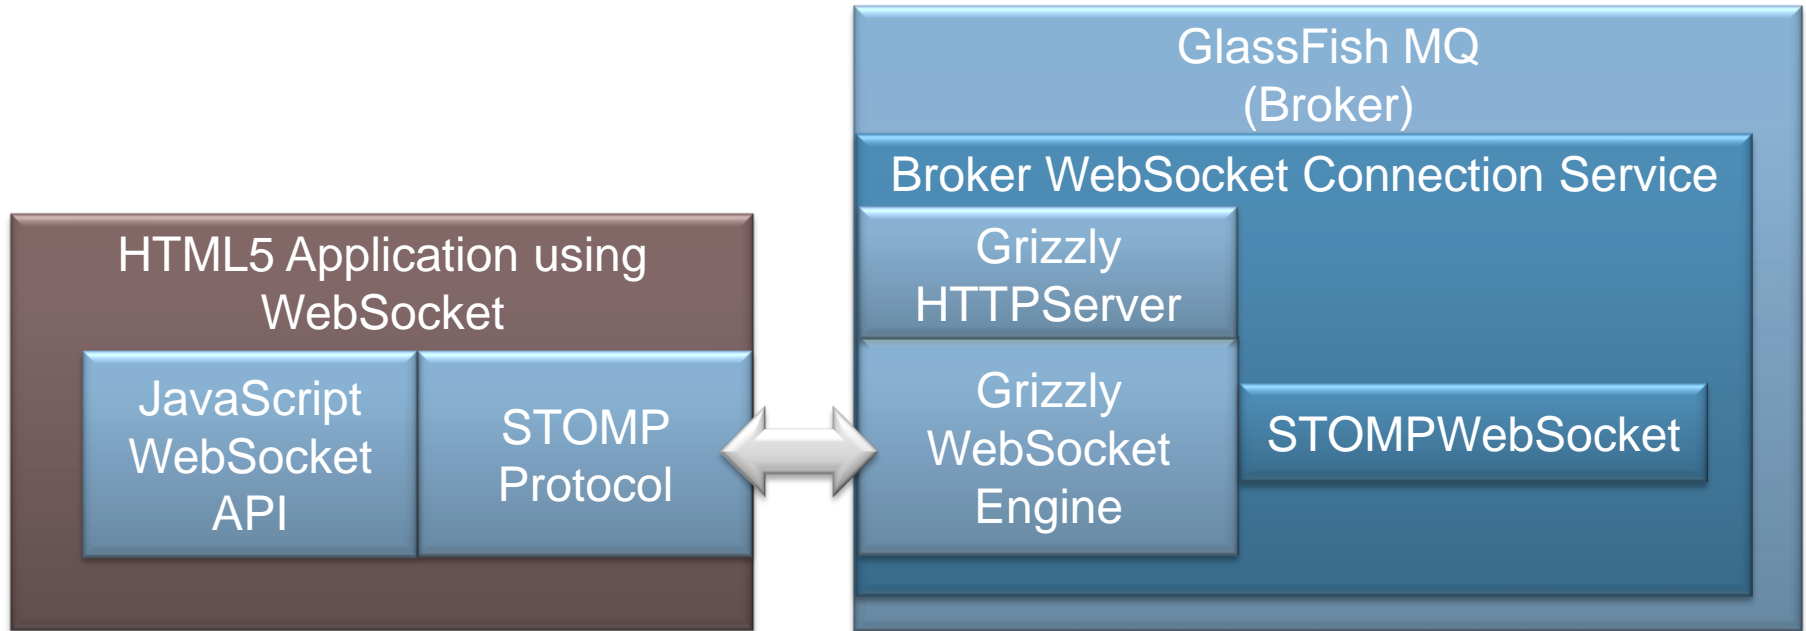 GlassFish MQ
(Broker)
Broker WebSocket Connection Service
HTML5 Application using
WebSocket
JavaScript
WebSocket
API
STOMP
Protocol
Grizzly
HTTPServer
Grizzly
WebSocket
Engine
STOMPWebSocket